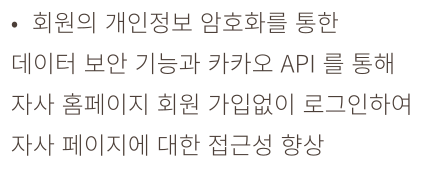 • 회원의 개인정보 암호화를 통한
데이터 보안 기능과 카카오 API 를 통해
자사 홈페이지 회원 가입없이 로그인하여
자사 페이지에 대한 접근성 향상